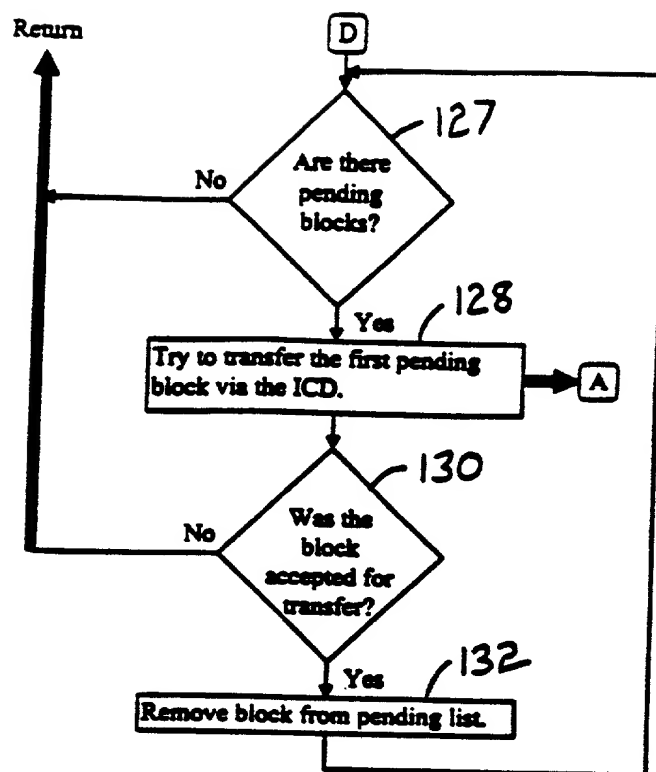 Return
D
127
Are there
pending
blocks?
No
Yes
128
Try to transfer the first pending
block via the ICD.
A
130
Was the
block
accepted for
transfer?
No
Yes
132
Remove block from pending list.